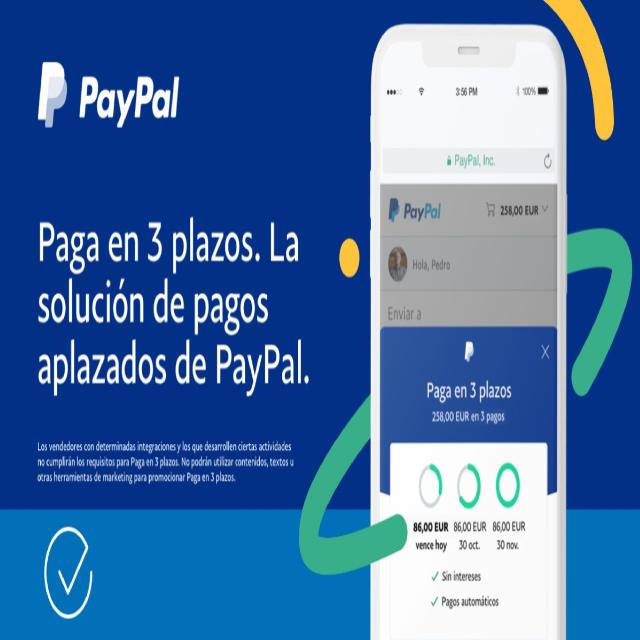 PayPal
Paga en 3 plazos. La
solución de pagos
aplazados de PayPal.
Los vendedores con determinadas integraciones y los que desarrollen ciertas actividades
no cumplirán los requisitos para Paga en 3 plazos. No podrán utilizar contenidos, textos u
otras herramientas de marketing para promocionar Paga en 3 plazos.
3:56 PM 100%
PayPal, Inc.
PayPal 258,00 EUR
Hola, Pedro
Enviar a
Paga en 3 plazos
258,00 EUR en 3 pagos
86,00 EUR 86,00 EUR 86,00 EUR
vence hoy 30 oct. 30 nov.
Sin intereses
Pagos automáticos